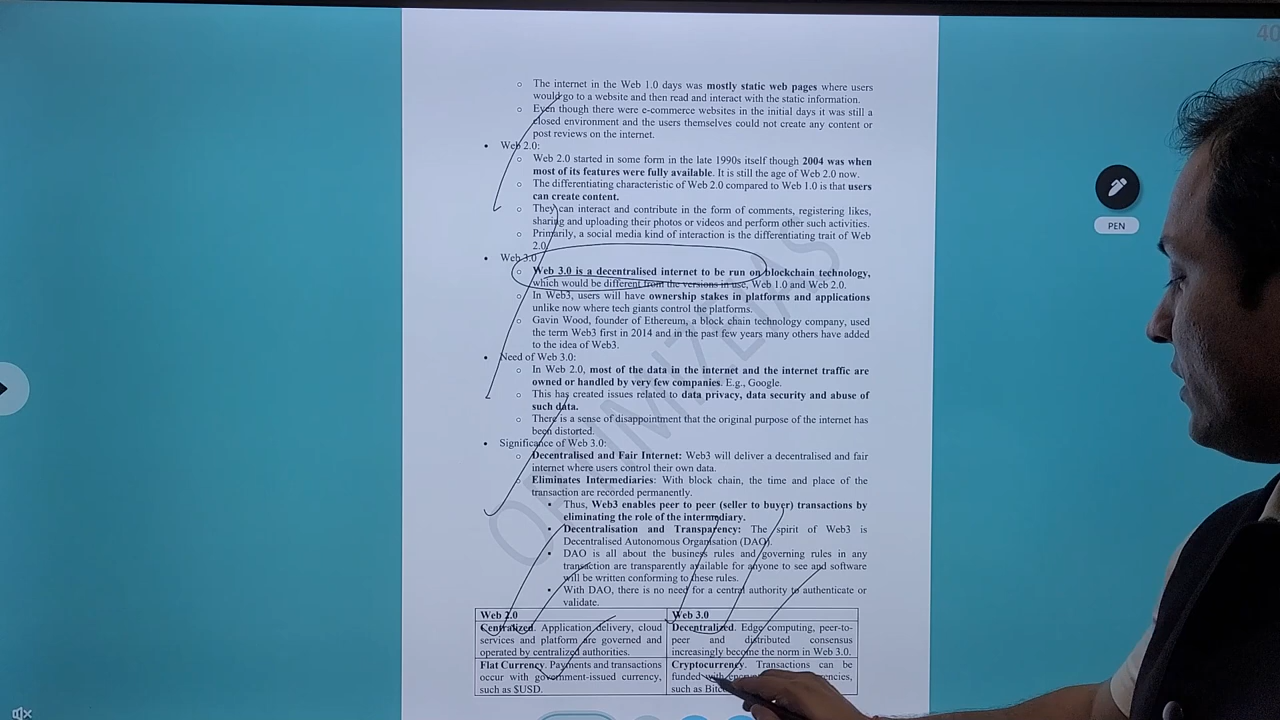 40
○ The internet in the Web 1.0 days was mostly static web pages where users
would go to a website and then read and interact with the static information.
○ Even though there were e-commerce websites in the initial days it was still a
closed environment and the users themselves could not create any content or
post reviews on the internet.
• Web 2.0:
○ Web 2.0 started in some form in the late 1990s itself though 2004 was when
most of its features were fully available. It is still the age of Web 2.0 now.
○ The differentiating characteristic of Web 2.0 compared to Web 1.0 is that users
can create content.
○ They can interact and contribute in the form of comments, registering likes,
sharing and uploading their photos or videos and perform other such activities.
○ Primarily, a social media kind of interaction is the differentiating trait of Web
2.0.
• Web 3.0
○ Web 3.0 is a decentralised internet to be run on blockchain technology,
which would be different from the versions in use, Web 1.0 and Web 2.0.
○ In Web3, users will have ownership stakes in platforms and applications
unlike now where tech giants control the platforms.
○ Gavin Wood, founder of Ethereum, a block chain technology company, used
the term Web3 first in 2014 and in the past few years many others have added
to the idea of Web3.
• Need of Web 3.0:
○ In Web 2.0, most of the data in the internet and the internet traffic are
owned or handled by very few companies. E.g., Google.
○ This has created issues related to data privacy, data security and abuse of
such data.
○ There is a sense of disappointment that the original purpose of the internet has
been distorted.
• Significance of Web 3.0:
○ Decentralised and Fair Internet: Web3 will deliver a decentralised and fair
internet where users control their own data.
○ Eliminates Intermediaries: With block chain, the time and place of the
transaction are recorded permanently.
▪ Thus, Web3 enables peer to peer (seller to buyer) transactions by
eliminating the role of the intermediary.
▪ Decentralisation and Transparency: The spirit of Web3 is
Decentralised Autonomous Organisation (DAO).
▪ DAO is all about the business rules and governing rules in any
transaction are transparently available for anyone to see and software
will be written conforming to these rules.
▪ With DAO, there is no need for a central authority to authenticate or
validate.
Web 2.0
Centralized. Application delivery, cloud
services and platform are governed and
operated by centralized authorities.
Flat Currency. Payments and transactions
occur with government-issued currency,
such as $USD.
Web 3.0
Decentralized. Edge computing, peer-to-
peer and distributed consensus
increasingly become the norm in Web 3.0.
Cryptocurrency. Transactions can be
funded with
such as
PEN